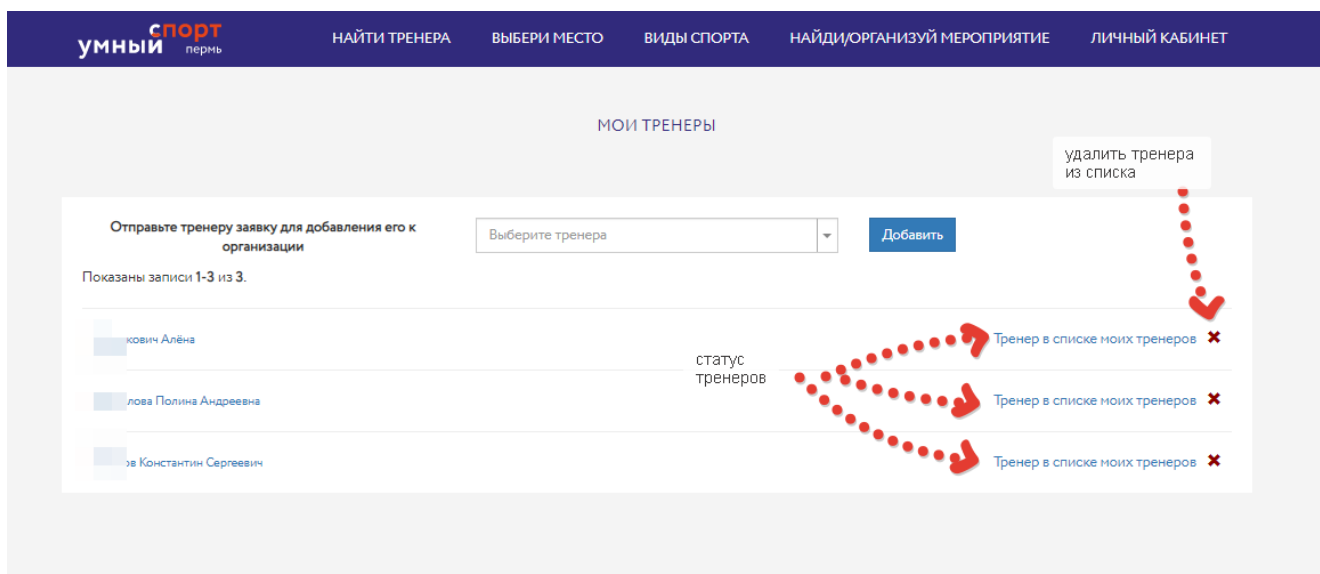 умный спорт пермь
НАЙТИ ТРЕНЕРА ВЫБЕРИ МЕСТО ВИДЫ СПОРТА НАЙДИ/ОРГАНИЗУЙ МЕРОПРИЯТИЕ ЛИЧНЫЙ КАБИНЕТ
МОИ ТРЕНЕРЫ
удалить тренера
из списка
Отправьте тренеру заявку для добавления его к
организации
Выберите тренера
Добавить
Показаны записи 1-3 из 3.
Алёна
Тренер в списке моих тренеров
статус
тренеров
Полина Андреевна
Тренер в списке моих тренеров
Константин Сергеевич
Тренер в списке моих тренеров